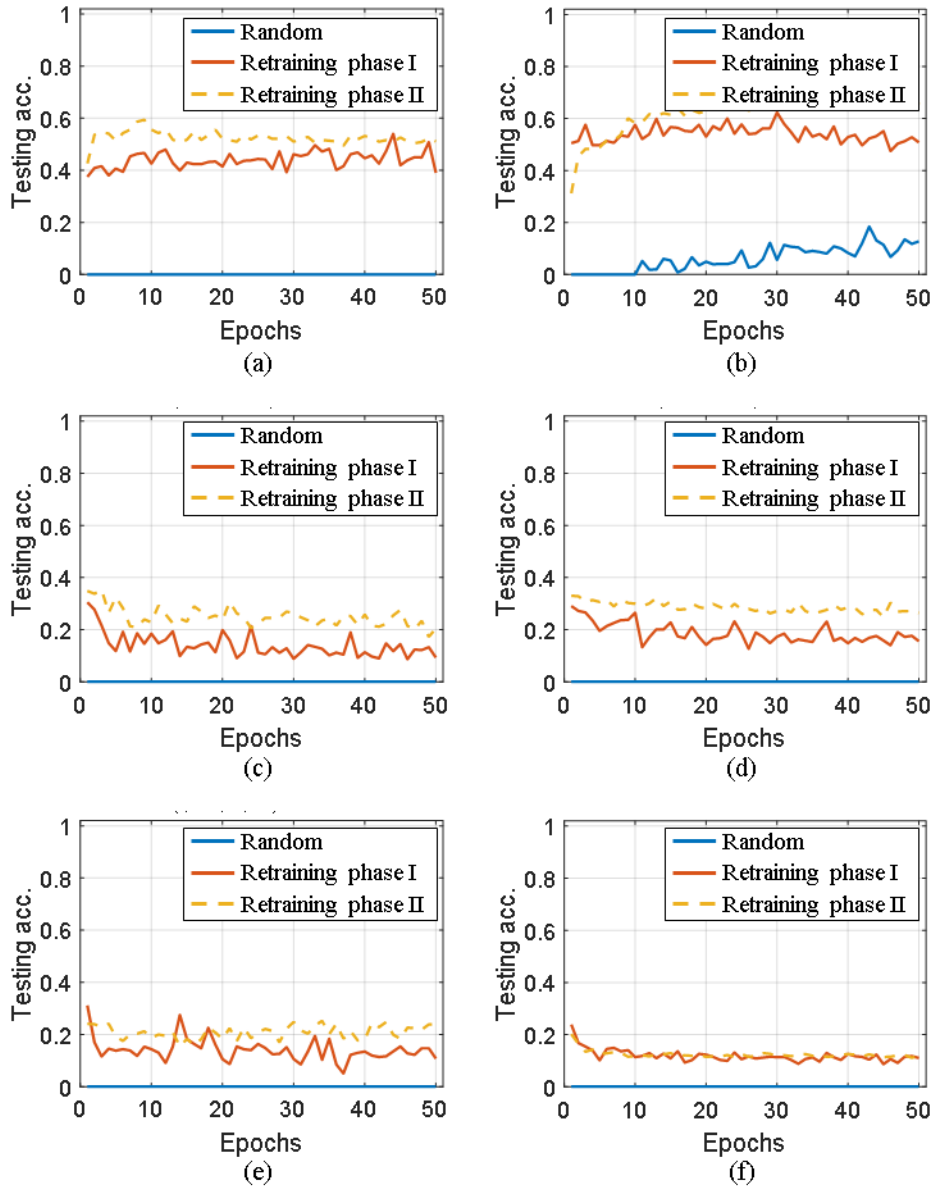 1
0.8
0.6
0.4
0.2
0
Testing acc.
Random
Retraining phase I
Retraining phase II
0 10 20 30 40 50
Epochs
(a)
1
0.8
0.6
0.4
0.2
0
Testing acc.
Random
Retraining phase I
Retraining phase II
0 10 20 30 40 50
Epochs
(b)
1
0.8
0.6
0.4
0.2
0
Testing acc.
Random
Retraining phase I
Retraining phase II
0 10 20 30 40 50
Epochs
(c)
1
0.8
0.6
0.4
0.2
0
Testing acc.
Random
Retraining phase I
Retraining phase II
0 10 20 30 40 50
Epochs
(d)
1
0.8
0.6
0.4
0.2
0
Testing acc.
Random
Retraining phase I
Retraining phase II
0 10 20 30 40 50
Epochs
(e)
1
0.8
0.6
0.4
0.2
0
Testing acc.
Random
Retraining phase I
Retraining phase II
0 10 20 30 40 50
Epochs
(f)